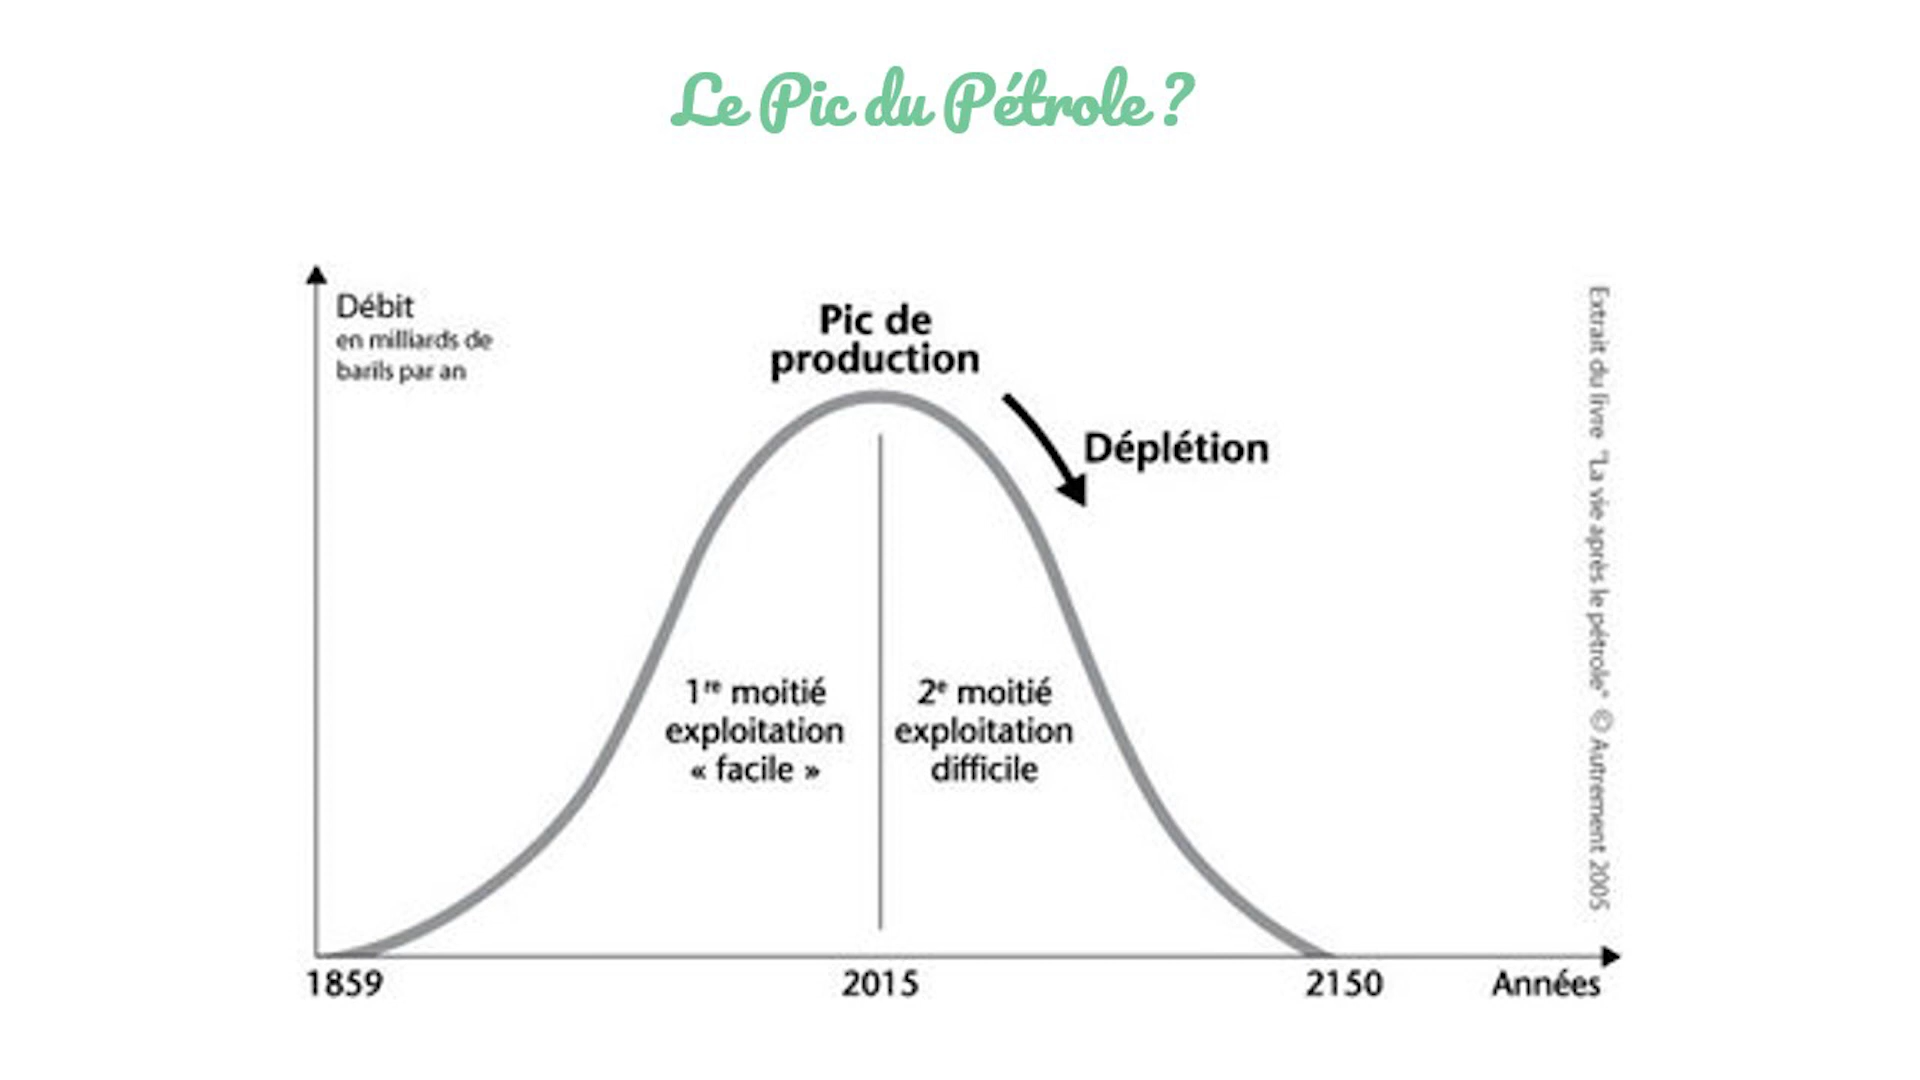 Le Pic du Pétrole ?
Débit
en milliards de
barils par an
Pic de
production
Déplétion
1re moitié
exploitation
« facile »
2e moitié
exploitation
difficile
1859
2015
2150
Années
Extrait du livre "La vie après le pétrole" © Autrement 2005